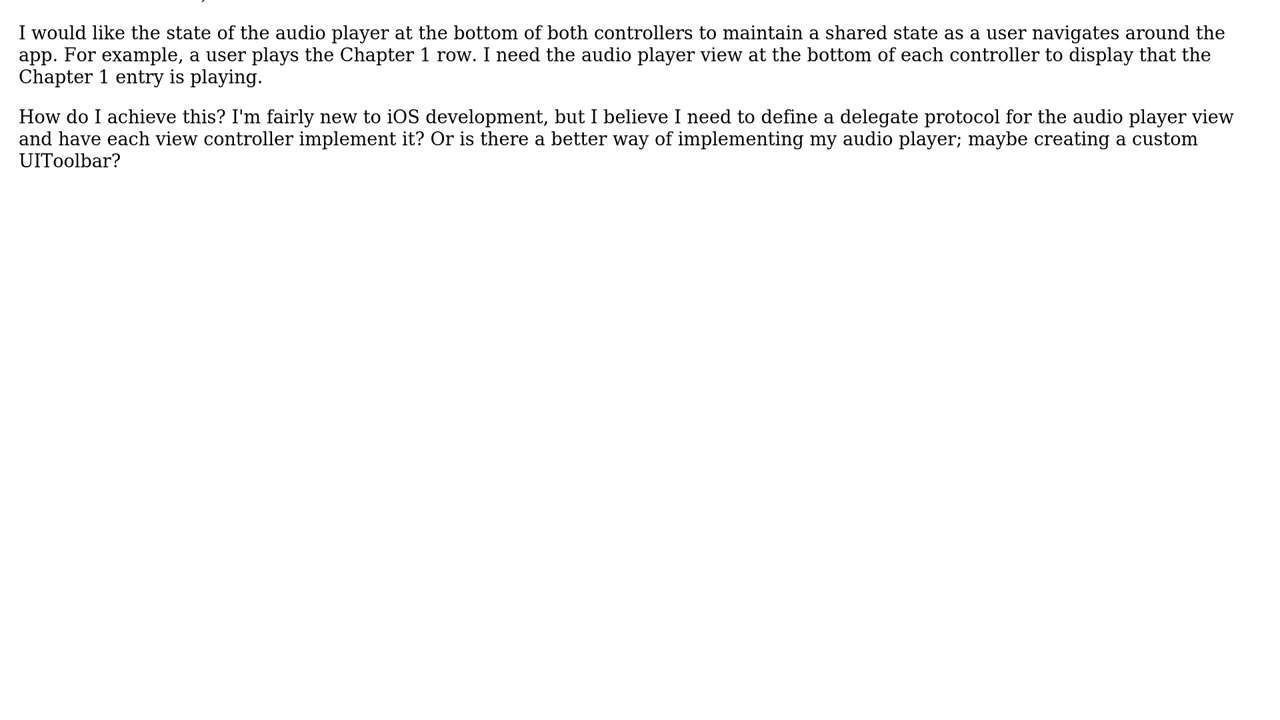 I would like the state of the audio player at the bottom of both controllers to maintain a shared state as a user navigates around the
app. For example, a user plays the Chapter 1 row. I need the audio player view at the bottom of each controller to display that the
Chapter 1 entry is playing.
How do I achieve this? I'm fairly new to iOS development, but I believe I need to define a delegate protocol for the audio player view
and have each view controller implement it? Or is there a better way of implementing my audio player; maybe creating a custom
UIToolbar?